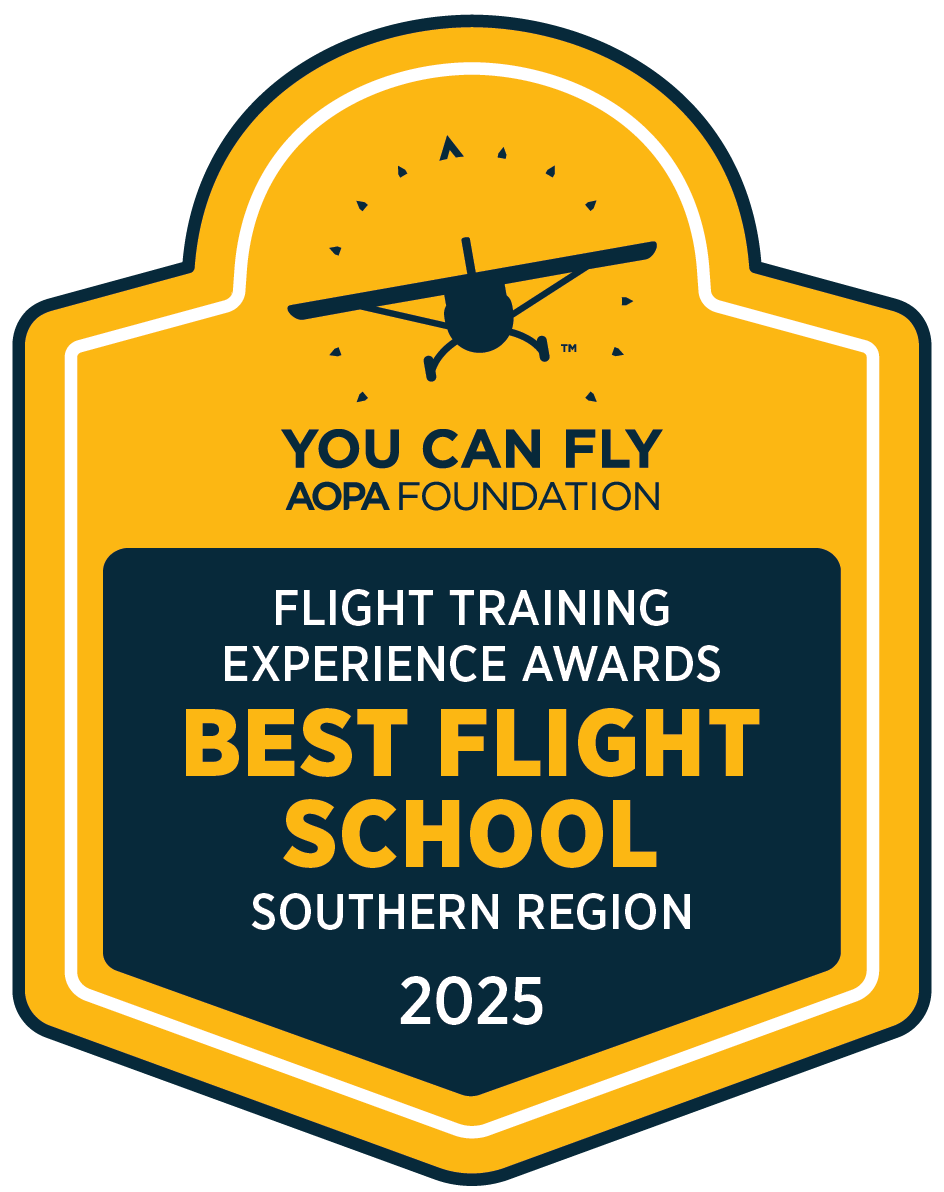 ™
YOU CAN FLY
AOPA FOUNDATION
FLIGHT TRAINING
EXPERIENCE AWARDS
BEST FLIGHT
SCHOOL
SOUTHERN REGION
2025